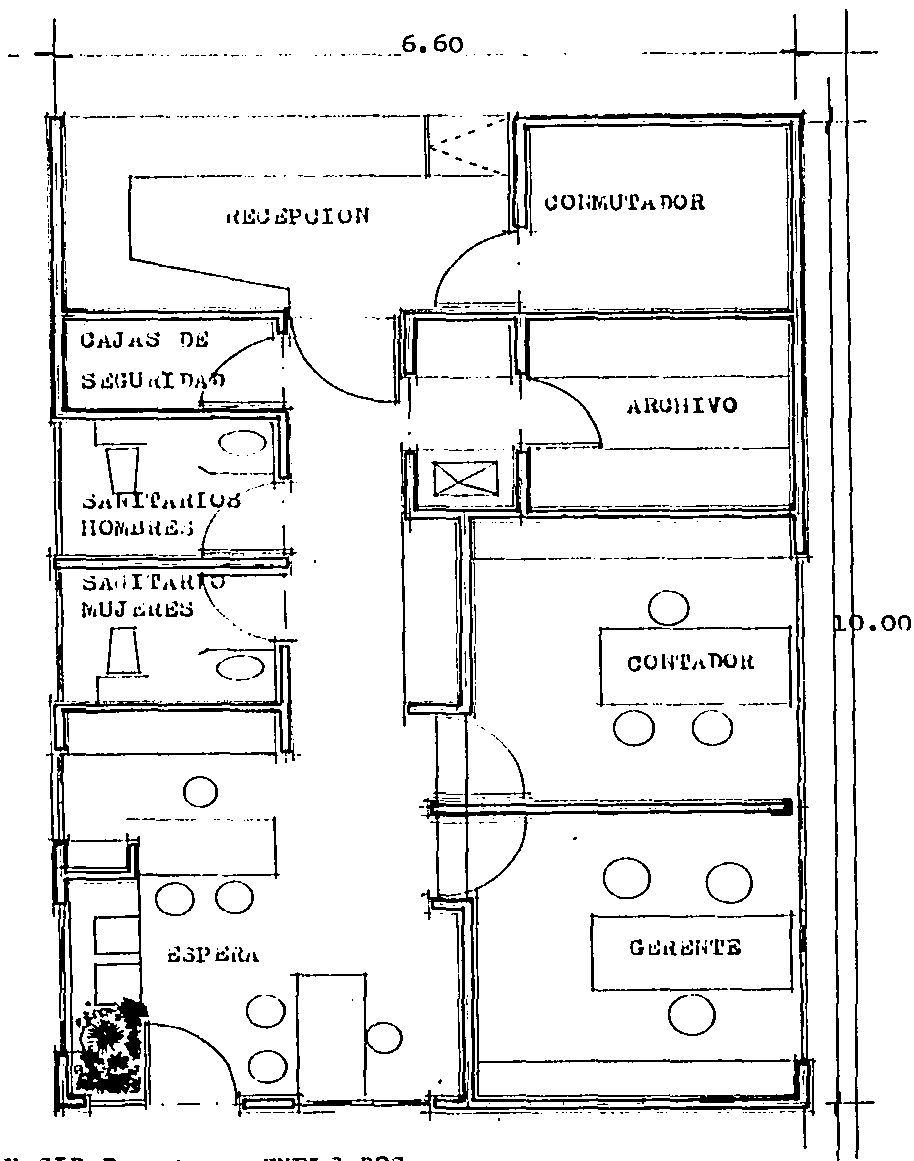 6.60
RECEPCION
CONMUTADOR
CAJAS DE
SEGURIDAD
ARCHIVO
SANITARIOS
HOMBRES
SANITARIO
MUJERES
10.00
CONTADOR
ESPERA
GERENTE